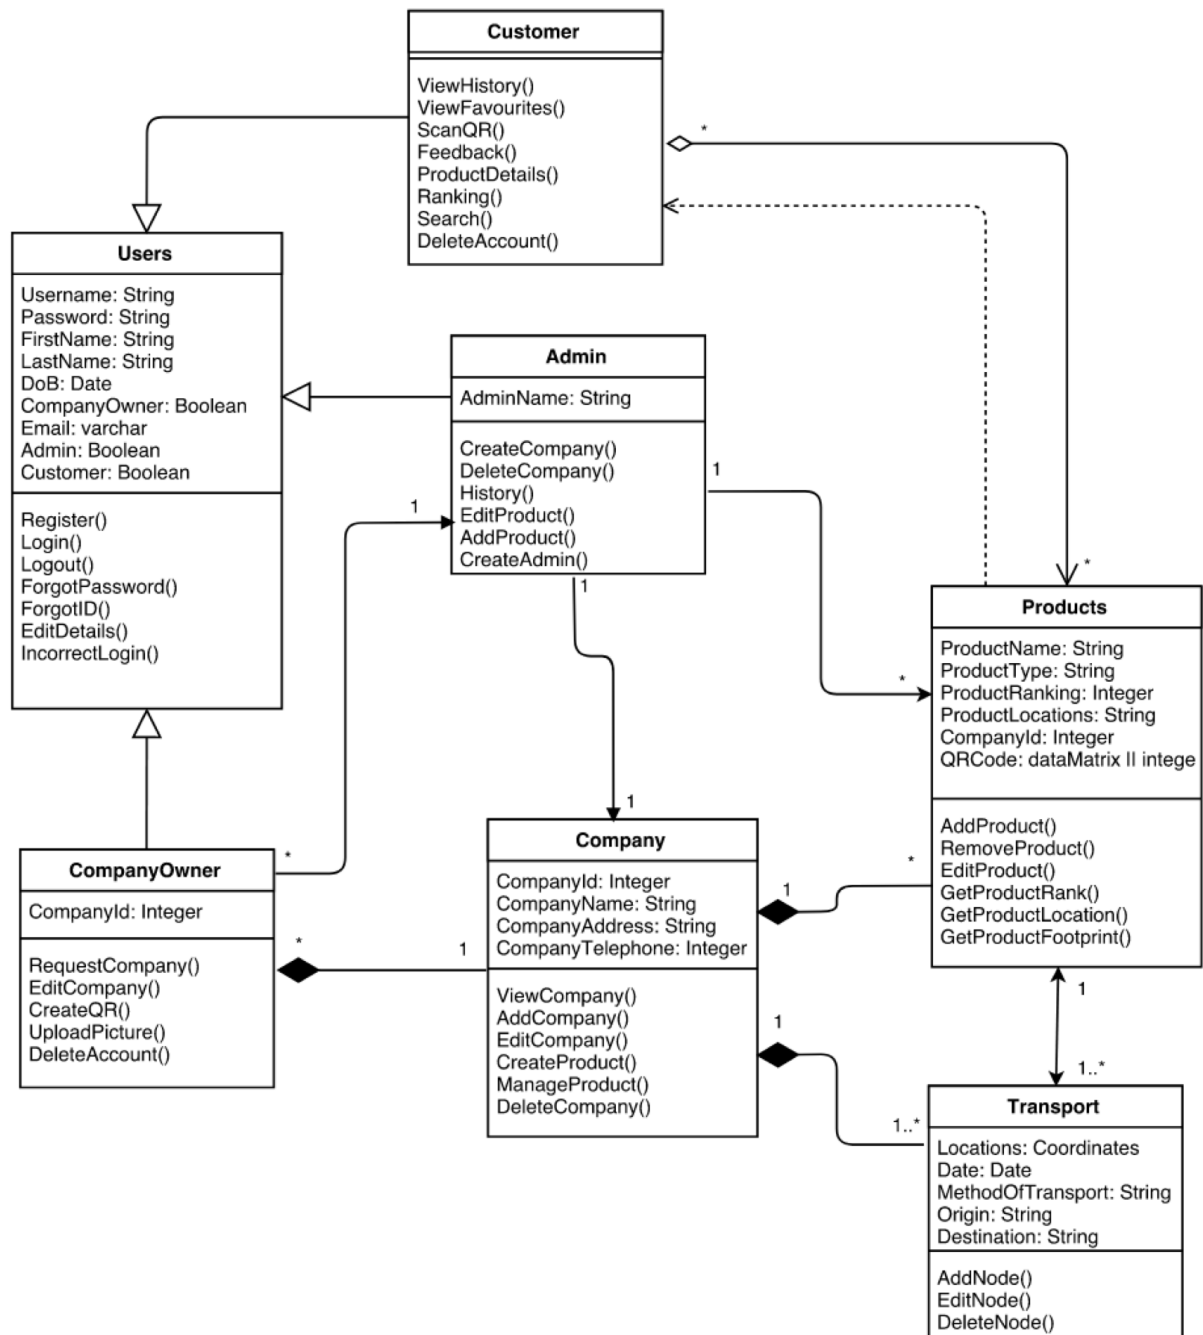 Customer
ViewHistory()
ViewFavourites()
ScanQR()
Feedback()
ProductDetails()
Ranking()
Search()
DeleteAccount()
*
Users
Username: String
Password: String
FirstName: String
LastName: String
DoB: Date
CompanyOwner: Boolean
Email: varchar
Admin: Boolean
Customer: Boolean
Register()
Login()
Logout()
ForgotPassword()
ForgotID()
EditDetails()
IncorrectLogin()
Admin
AdminName: String
CreateCompany()
DeleteCompany()
History()
EditProduct()
AddProduct()
CreateAdmin()
1
1
1
*
*
Products
ProductName: String
ProductType: String
ProductRanking: Integer
ProductLocations: String
CompanyId: Integer
QRCode: dataMatrix || intege
AddProduct()
RemoveProduct()
EditProduct()
GetProductRank()
GetProductLocation()
GetProductFootprint()
1
*
CompanyOwner
CompanyId: Integer
RequestCompany()
EditCompany()
CreateQR()
UploadPicture()
DeleteAccount()
*
*
1
Company
CompanyId: Integer
CompanyName: String
CompanyAddress: String
CompanyTelephone: Integer
ViewCompany()
AddCompany()
EditCompany()
CreateProduct()
ManageProduct()
DeleteCompany()
1
*
1
1..*
1
1..*
Transport
Locations: Coordinates
Date: Date
MethodOfTransport: String
Origin: String
Destination: String
AddNode()
EditNode()
DeleteNode()